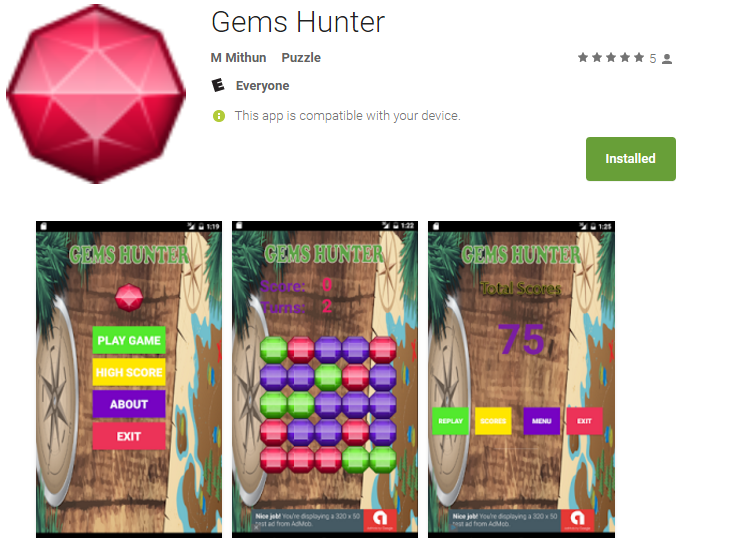 Gems Hunter
M Mithun Puzzle
5
E Everyone
This app is compatible with your device.
Installed
1:19
GEMS HUNTER
PLAY GAME
HIGH SCORE
ABOUT
EXIT
1:22
GEMS HUNTER
Score: 0
Turns: 2
Nice job! You're displaying a 320 x 50
test ad from AdMob.
1:25
GEMS HUNTER
Total Scores
75
REPLAY SCORES MENU EXIT
Nice job! You're displaying a 320 x 50
test ad from AdMob.